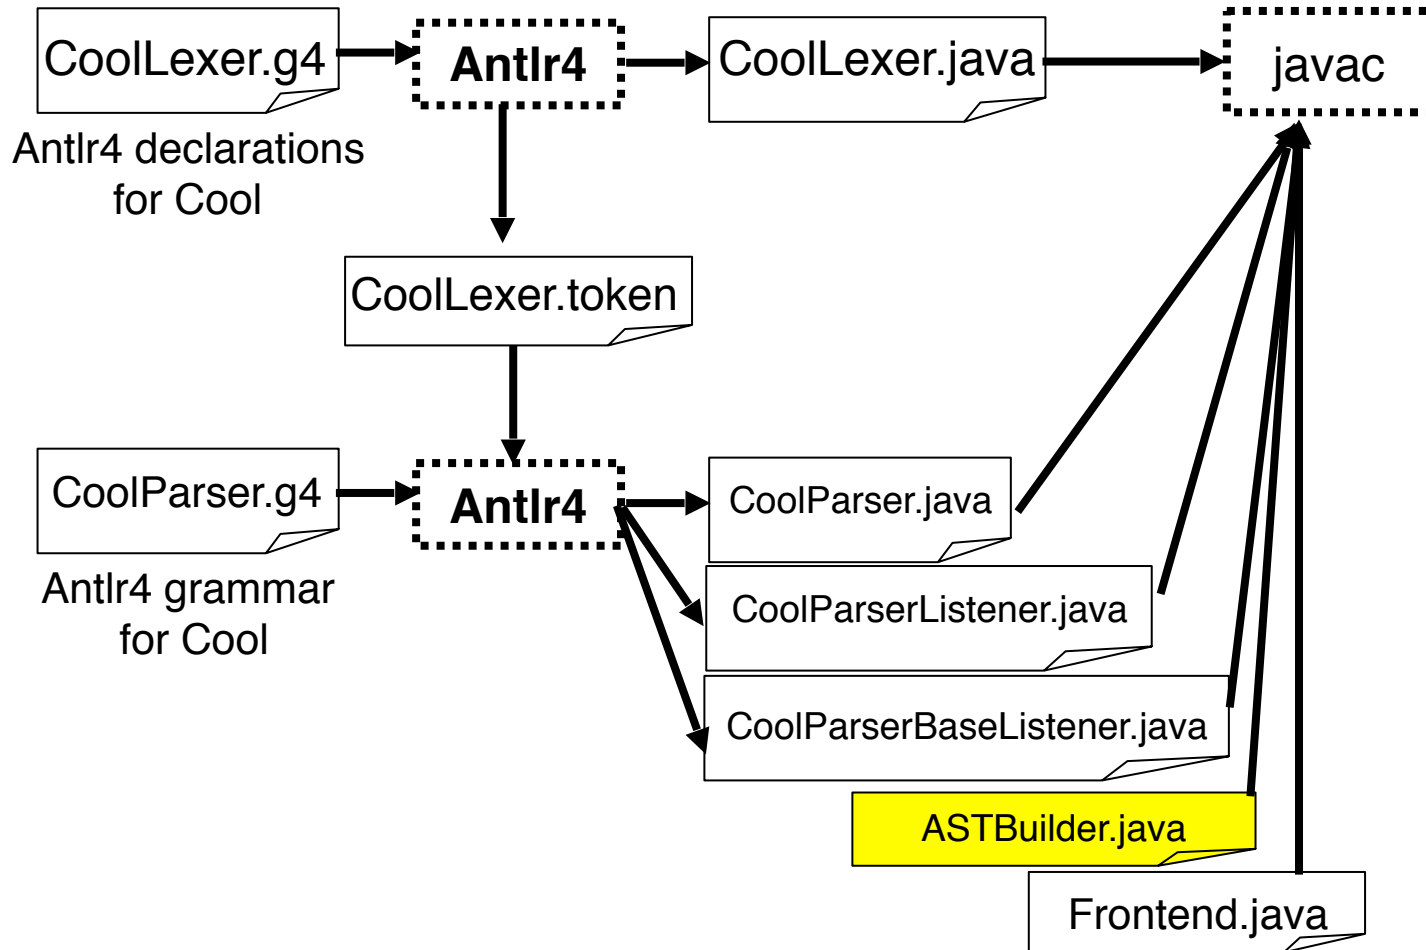 CoolLexer.g4
Antlr4
CoolLexer.java
javac
Antlr4 declarations
for Cool
CoolLexer.token
CoolParser.g4
Antlr4
CoolParser.java
Antlr4 grammar
for Cool
CoolParserListener.java
CoolParserBaseListener.java
ASTBuilder.java
Frontend.java